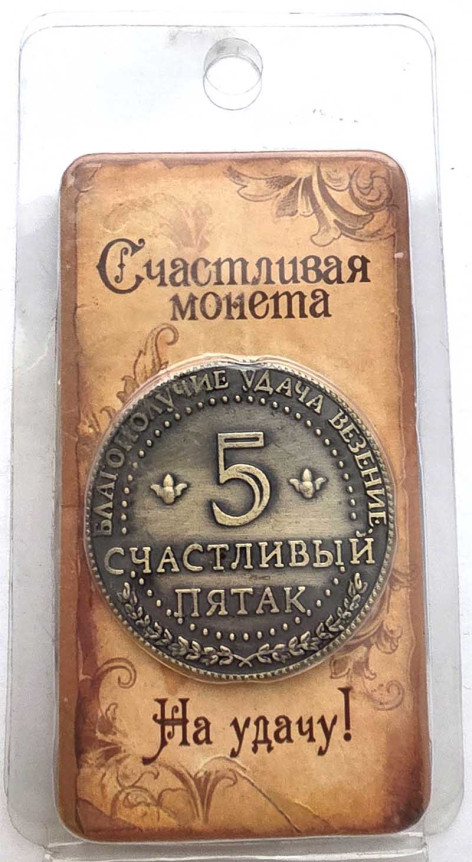 Счастливая
монета
БЛАГОПОЛУЧИЕ УДАЧА ВЕЗЕНИЕ
5
СЧАСТЛИВЫЙ
ПЯТАК
На удачу!